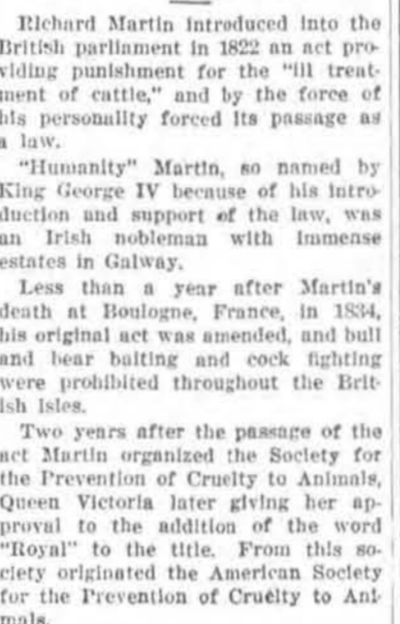 Richard Martin introduced into the
British parliament in 1822 an act pro-
viding punishment for the "ill treat-
ment of cattle," and by the force of
his personality forced its passage as
a law.
"Humanity" Martin, so named by
King George IV because of his intro-
duction and support of the law, was
an Irish nobleman with immense
estates in Galway.
Less than a year after Martin's
death at Boulogne, France, in 1834,
his original act was amended, and bull
and bear baiting and cock fighting
were prohibited throughout the Brit-
ish Isles.
Two years after the passage of the
act Martin organized the Society for
the Prevention of Cruelty to Animals,
Queen Victoria later giving her ap-
proval to the addition of the word
"Royal" to the title. From this so-
ciety originated the American Society
for the Prevention of Cruelty to Ani-
mals.